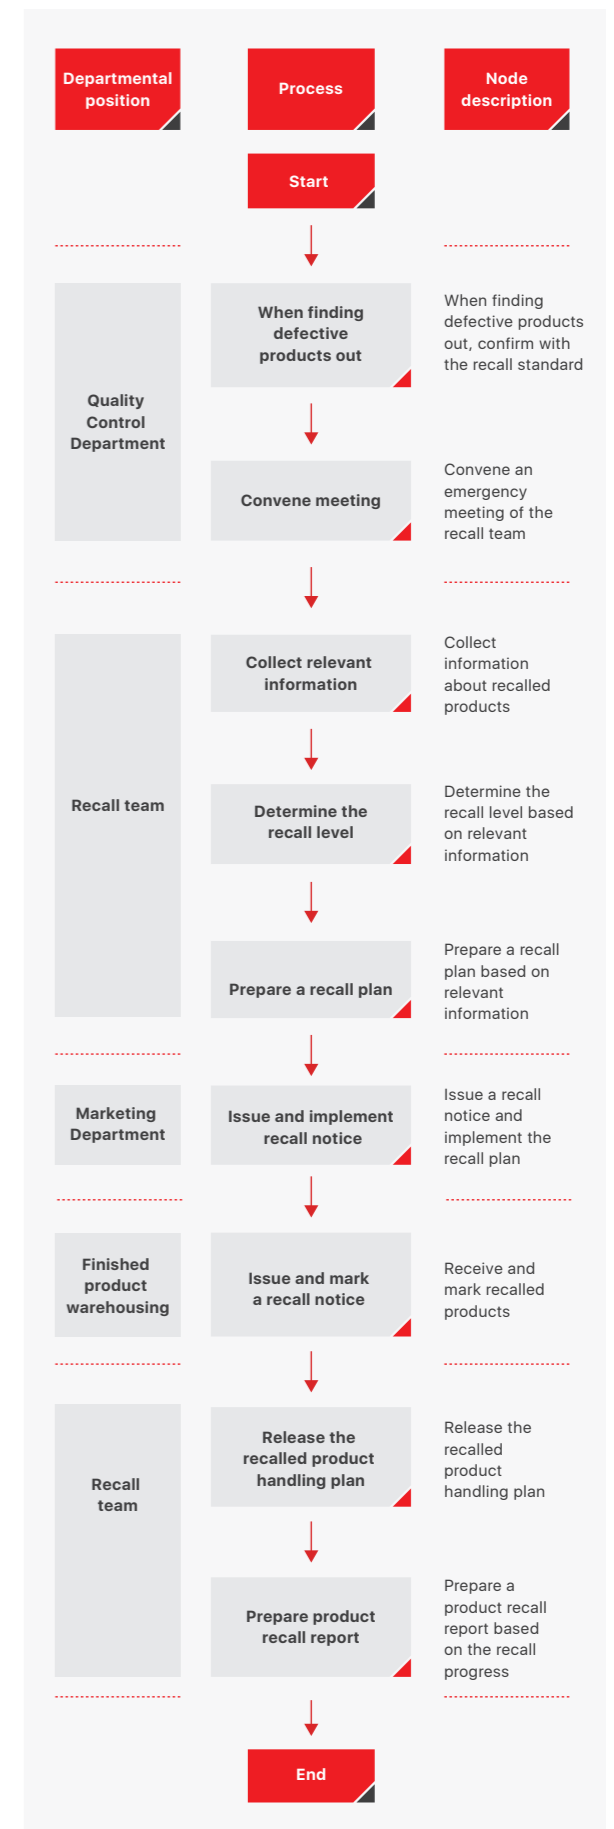 Departmental
position
Process
Node
description
Start
Quality
Control
Department
When finding
defective
products out
When finding
defective products
out, confirm with
the recall standard
Convene meeting
Convene an
emergency
meeting of the
recall team
Recall team
Collect relevant
information
Collect
information
about recalled
products
Determine the
recall level
Determine the
recall level based
on relevant
information
Prepare a recall plan
Prepare a recall
plan based on
relevant
information
Marketing
Department
Issue and implement
recall notice
Issue a recall
notice and
implement the
recall plan
Finished
product
warehousing
Issue and mark
a recall notice
Receive and
mark recalled
products
Recall
team
Release the
recalled product
handling plan
Release the
recalled
product
handling plan
Prepare product
recall report
Prepare a
product recall
report based
on the recall
progress
End